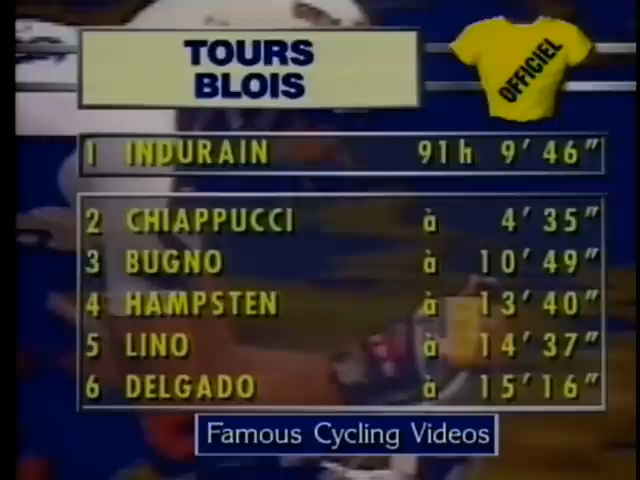 TOURS
BLOIS
OFFICIEL
1 INDURAIN 91h 9' 46"
2 CHIAPPUCCI à 4' 35"
3 BUGNO à 10' 49"
4 HAMPSTEN à 13' 40"
5 LINO à 14' 37"
6 DELGADO à 15' 16"
Famous Cycling Videos